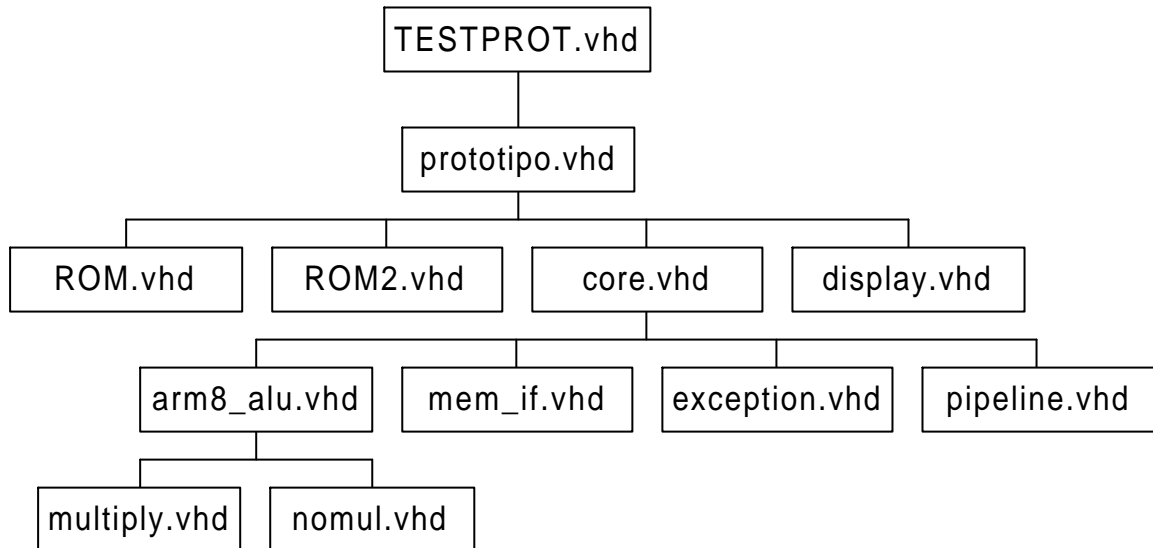 TESTPROT.vhd
prototipo.vhd
ROM.vhd
ROM2.vhd
core.vhd
display.vhd
arm8_alu.vhd
mem_if.vhd
exception.vhd
pipeline.vhd
multiply.vhd
nomul.vhd